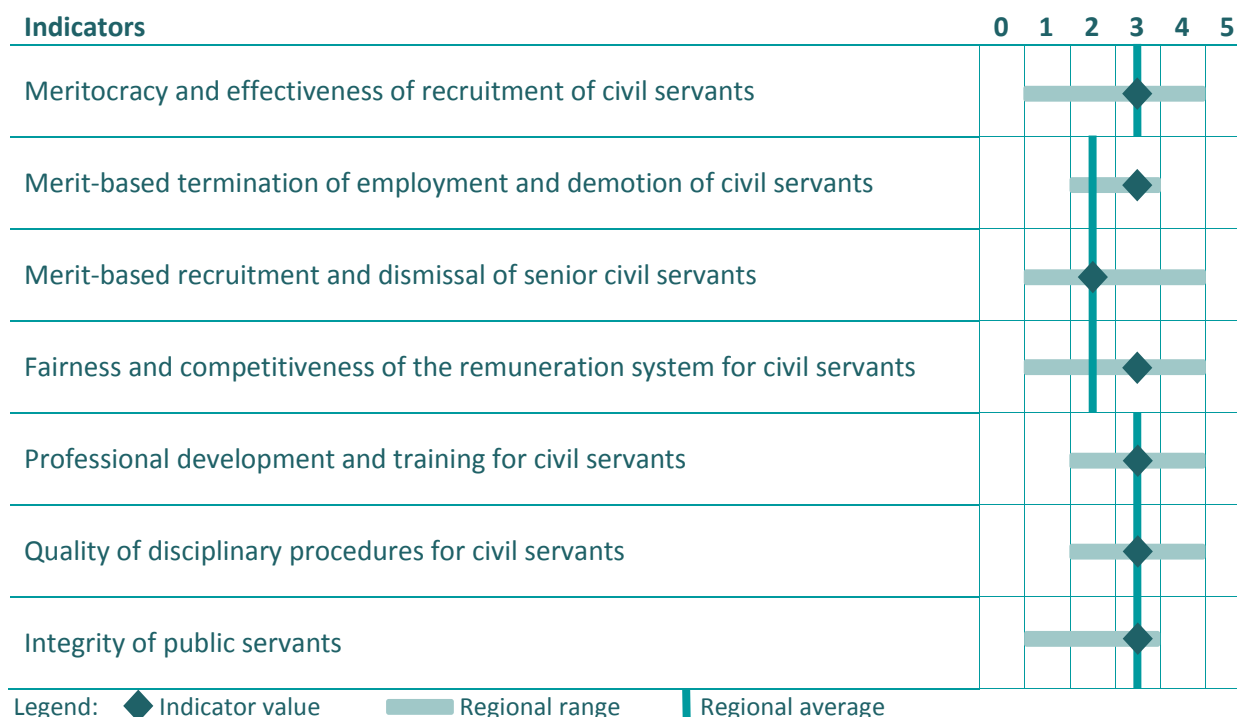 Indicators 0 1 2 3 4 5
Meritocracy and effectiveness of recruitment of civil servants
Merit-based termination of employment and demotion of civil servants
Merit-based recruitment and dismissal of senior civil servants
Fairness and competitiveness of the remuneration system for civil servants
Professional development and training for civil servants
Quality of disciplinary procedures for civil servants
Integrity of public servants
Legend: Indicator value Regional range Regional average